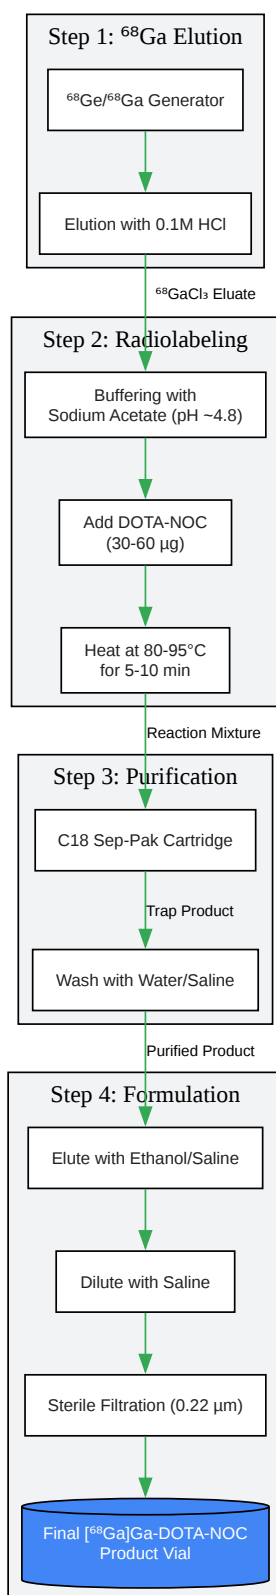 Step 1: ⁶⁸Ga Elution
⁶⁸Ge/⁶⁸Ga Generator
Elution with 0.1M HCl
⁶⁸GaCl₃ Eluate
Step 2: Radiolabeling
Buffering with
Sodium Acetate (pH ~4.8)
Add DOTA-NOC
(30-60 µg)
Heat at 80-95°C
for 5-10 min
Reaction Mixture
Step 3: Purification
C18 Sep-Pak Cartridge
Trap Product
Wash with Water/Saline
Purified Product
Step 4: Formulation
Elute with Ethanol/Saline
Dilute with Saline
Sterile Filtration (0.22 µm)
Final [⁶⁸Ga]Ga-DOTA-NOC
Product Vial